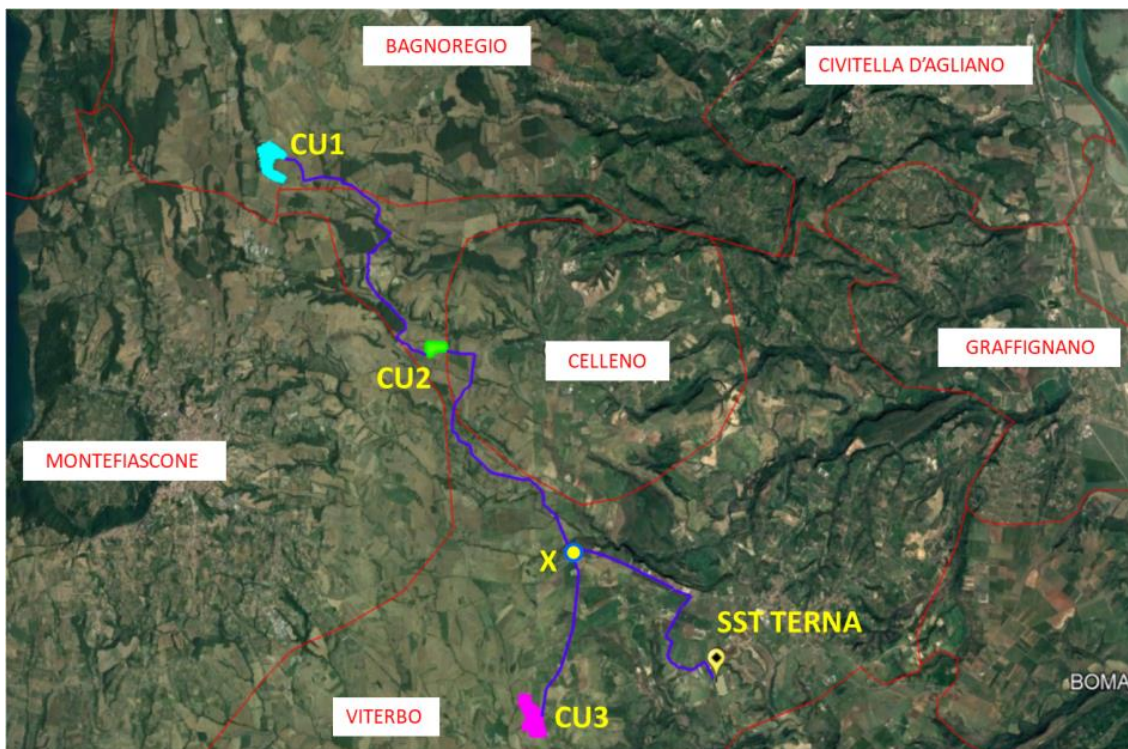 BAGNOREGIO
CIVITELLA D'AGLIANO
CU1
CU2
CELLENO
GRAFFIGNANO
MONTEFIASCONE
X
SST TERNA
BOMA
VITERBO
CU3